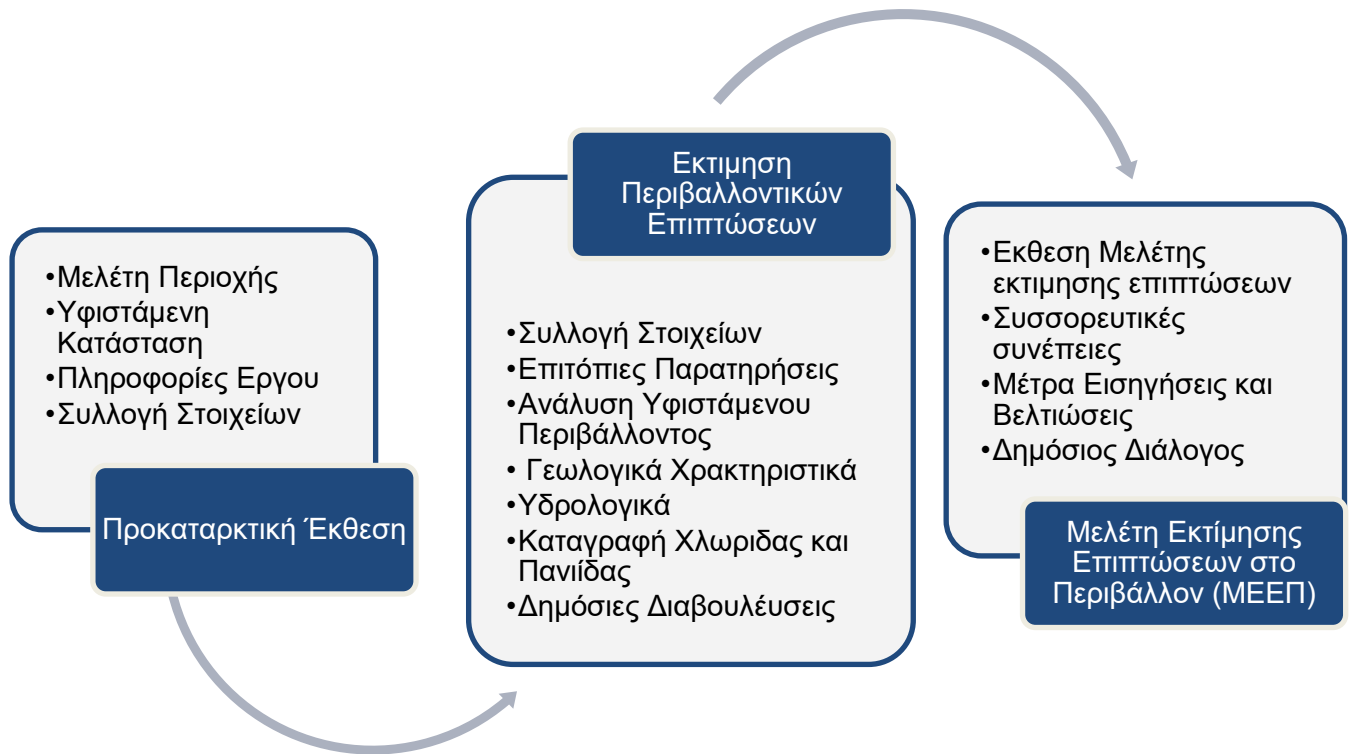 •Μελέτη Περιοχής
•Υφιστάμενη
Κατάσταση
•Πληροφορίες Εργου
•Συλλογή Στοιχείων
Προκαταρκτική Έκθεση
Εκτιμηση
Περιβαλλοντικών
Επιπτώσεων
•Συλλογή Στοιχείων
•Επιτόπιες Παρατηρήσεις
•Ανάλυση Υφιστάμενου
Περιβάλλοντος
• Γεωλογικά Χρακτηριστικά
•Υδρολογικά
•Καταγραφή Χλωριδας και
Πανιίδας
•Δημόσιες Διαβουλέυσεις
•Εκθεση Μελέτης
εκτιμησης επιπτώσεων
•Συσσορευτικές
συνέπειες
•Μέτρα Εισηγήσεις και
Βελτιώσεις
•Δημόσιος Διάλογος
Μελέτη Εκτίμησης
Επιπτώσεων στο
Περιβάλλον (ΜΕΕΠ)